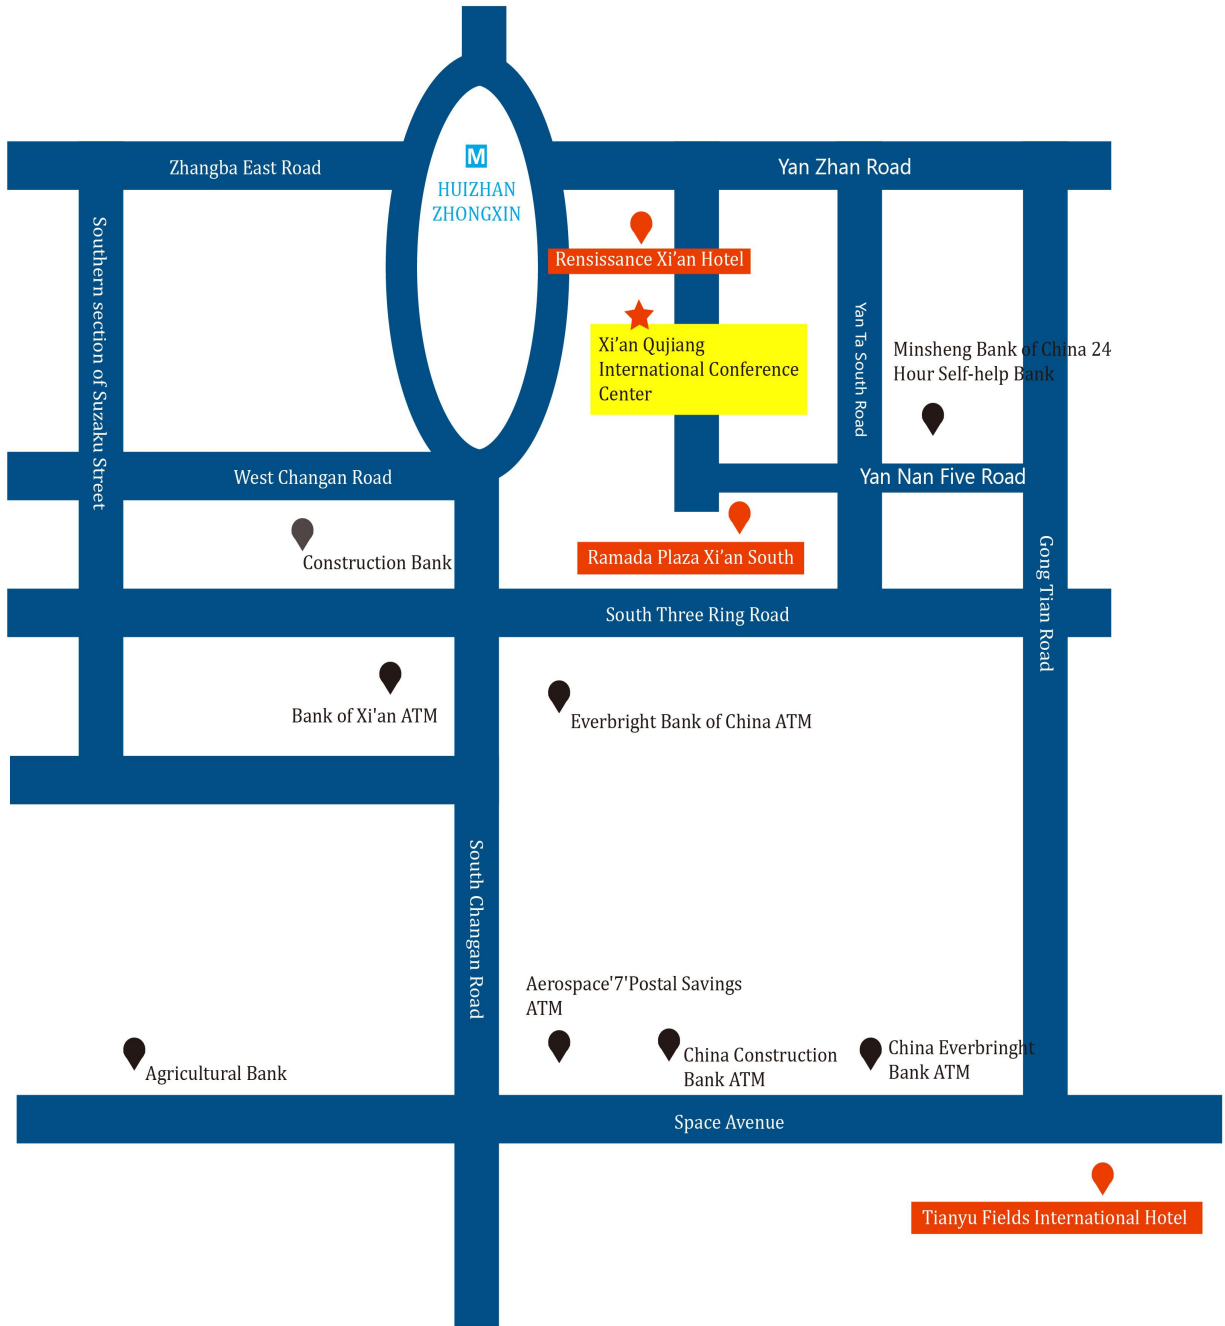 Zhangba East Road
M
Yan Zhan Road
HUIZHAN
ZHONGXIN
Southern section of Suzaku Street
Rensissance Xi’an Hotel
Xi’an Qujiang
International Conference
Center
Yan Ta South Road
Minsheng Bank of China 24
Hour Self-help Bank
West Changan Road
Yan Nan Five Road
Construction Bank
Ramada Plaza Xi’an South
Gong Tian Road
South Three Ring Road
Bank of Xi'an ATM
Everbright Bank of China ATM
South Changan Road
Aerospace'7'Postal Savings
ATM
China Construction
Bank ATM
China Everbringht
Bank ATM
Agricultural Bank
Space Avenue
Tianyu Fields International Hotel